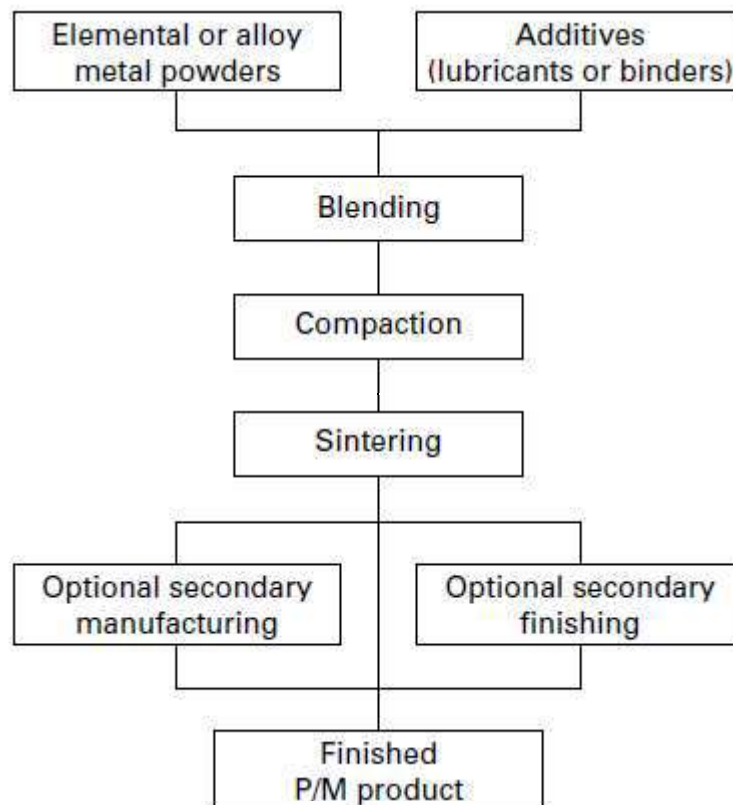 Elemental or alloy
metal powders
Additives
(lubricants or binders)
Blending
Compaction
Sintering
Optional secondary
manufacturing
Optional secondary
finishing
Finished
P/M product